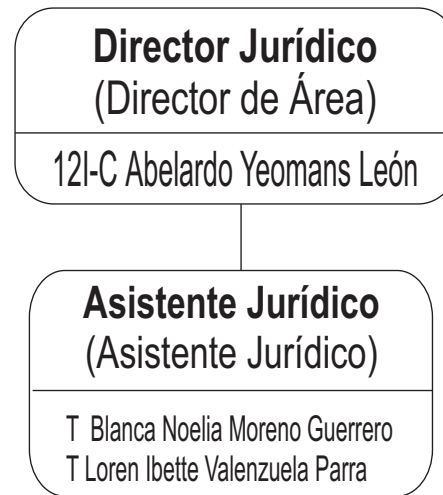 Director Jurídico
(Director de Área)
12I-C Abelardo Yeomans León
Asistente Jurídico
(Asistente Jurídico)
T Blanca Noelia Moreno Guerrero
T Loren Ibette Valenzuela Parra